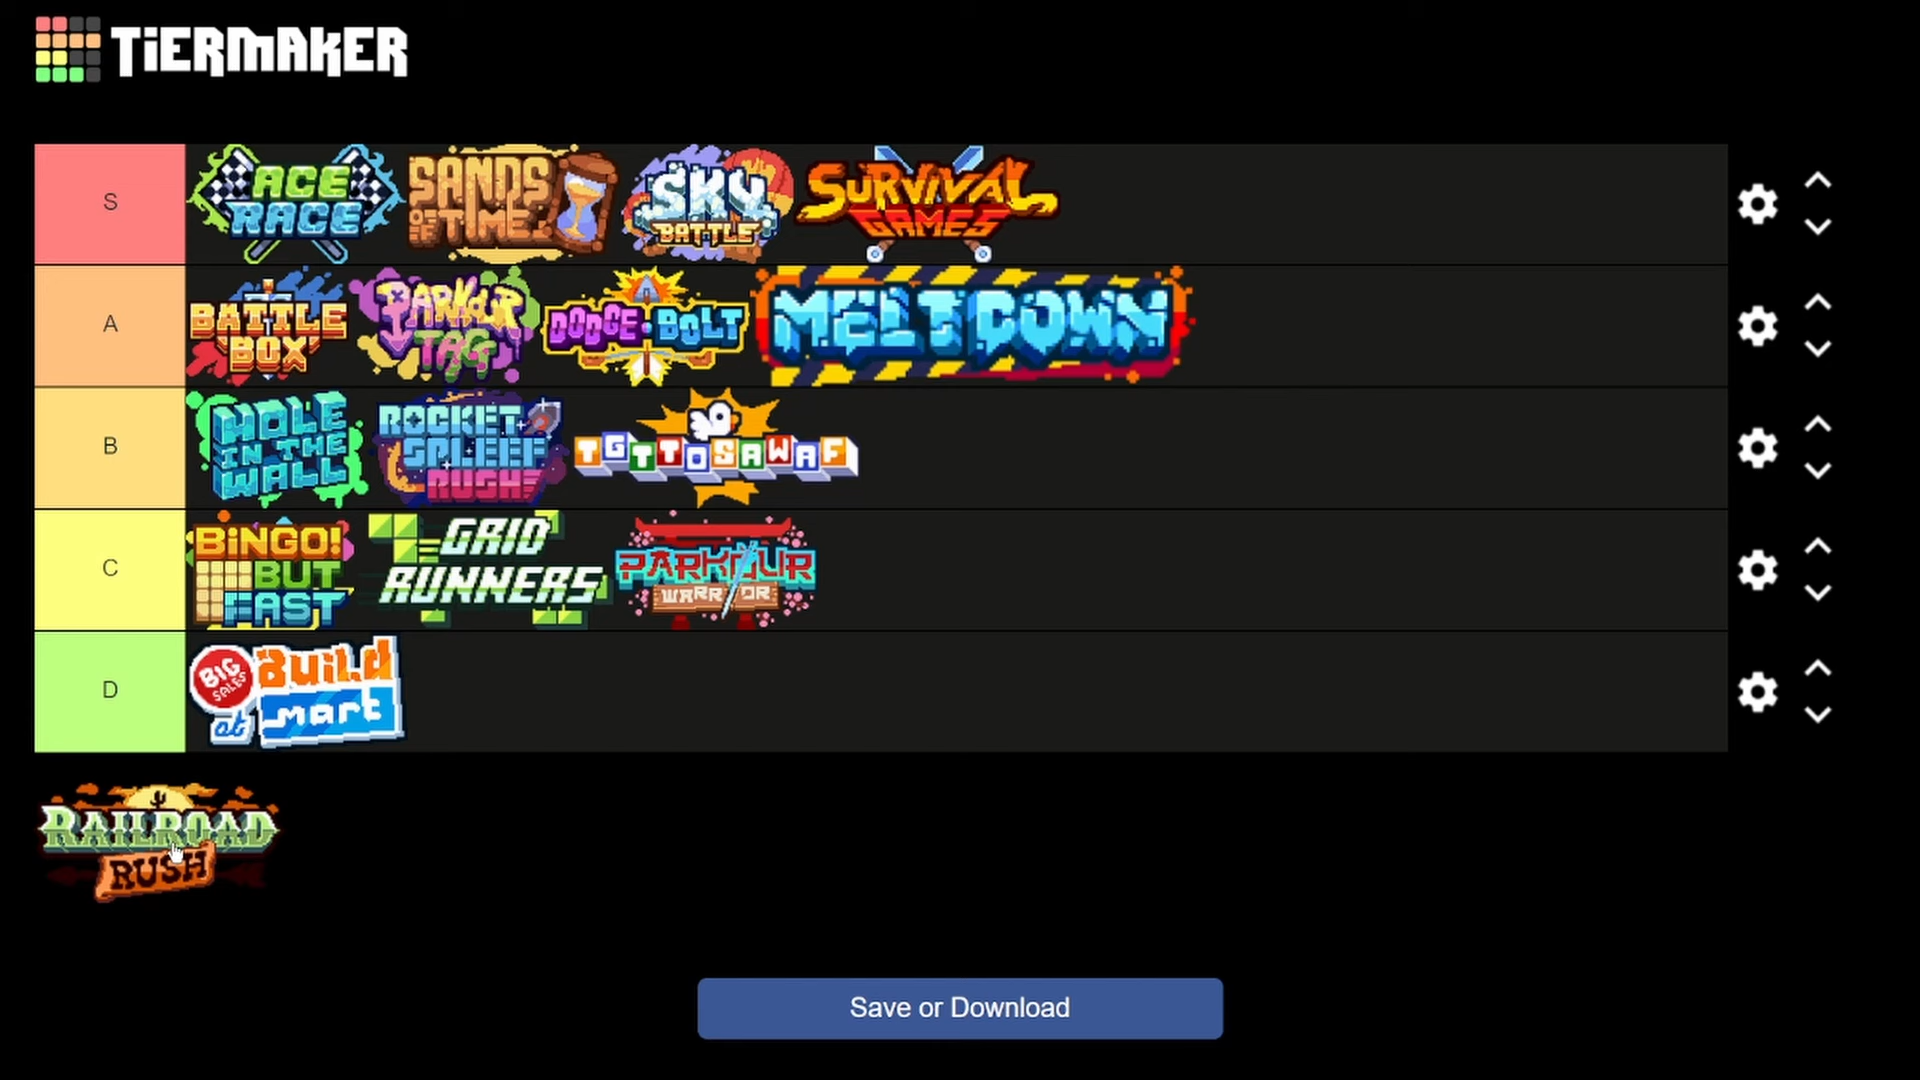 TiERMAKER
S
ACE
RACE
SANDS
OF TIME
SKY
BATTLE
SURVIVAL
GAMES
A
BATTLE
BOX
PARKOUR
TAG
DODGE·BOLT
MELTDOWN
B
HOLE
IN THE
WALL
ROCKET
SPLEEF
RUSH
TGTTOSAWAF
C
BINGO!
BUT
FAST
GRID
RUNNERS
PARKOUR
WARRIOR
D
BIG
SALES
at
Build
mart
RAILROAD
RUSH
Save or Download